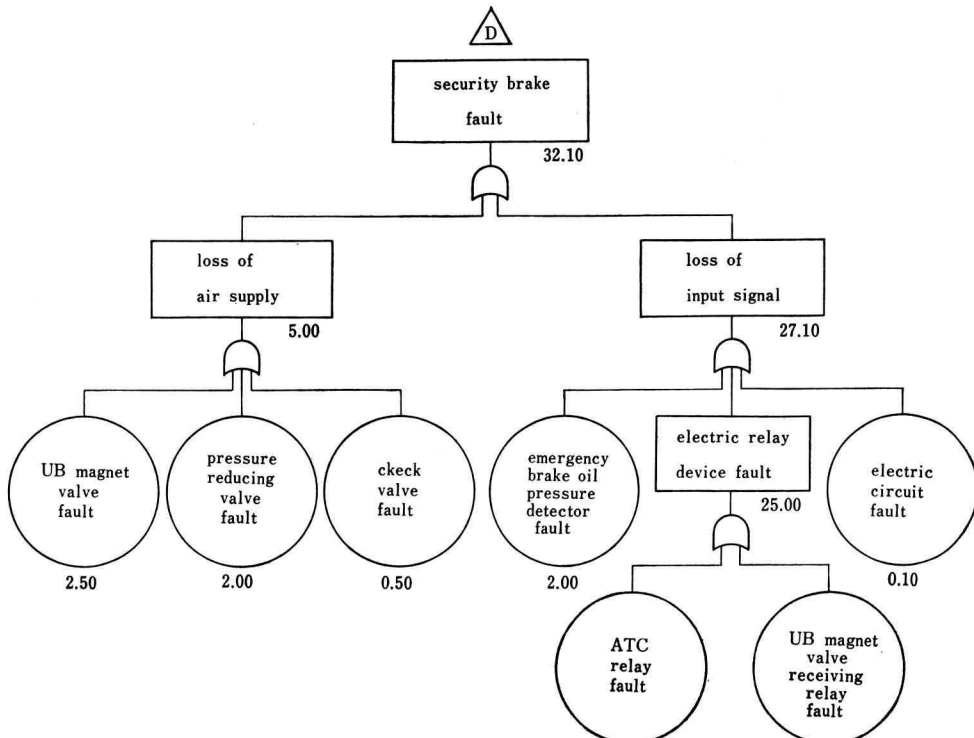 D
security brake
fault
32.10
loss of
air supply
5.00
loss of
input signal
27.10
UB magnet
valve
fault
2.50
pressure
reducing
valve
fault
2.00
ckeck
valve
fault
0.50
emergency
brake oil
pressure
detector
fault
2.00
electric relay
device fault
25.00
electric
circuit
fault
0.10
ATC
relay
fault
UB magnet
valve
receiving
relay
fault